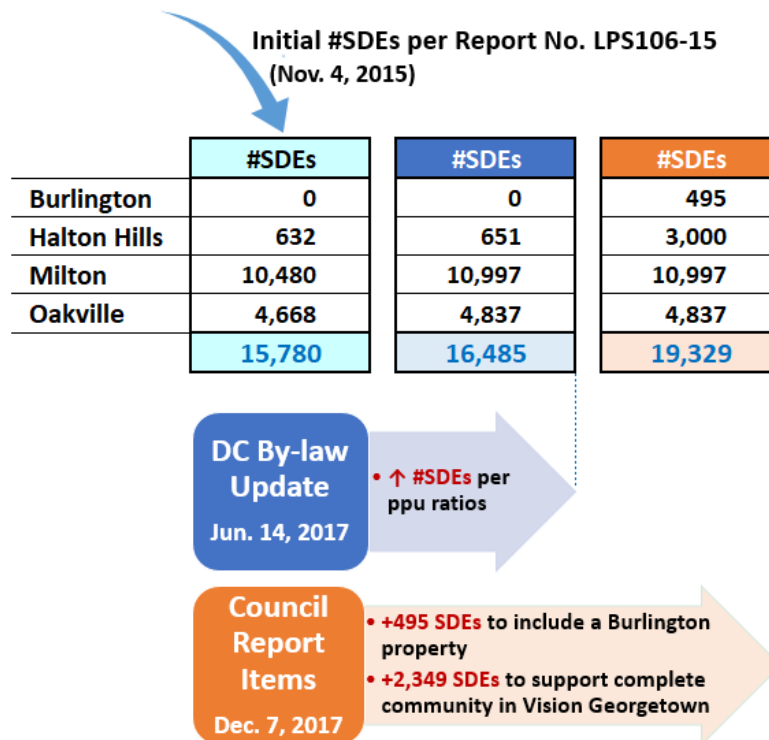 Initial #SDEs per Report No. LPS106-15
(Nov. 4, 2015)
#SDEs #SDEs #SDEs
Burlington 0 0 495
Halton Hills 632 651 3,000
Milton 10,480 10,997 10,997
Oakville 4,668 4,837 4,837
15,780 16,485 19,329
DC By-law
Update
Jun. 14, 2017
• ↑ #SDEs per
ppu ratios
Council
Report
Items
Dec. 7, 2017
• +495 SDEs to include a Burlington
property
• +2,349 SDEs to support complete
community in Vision Georgetown